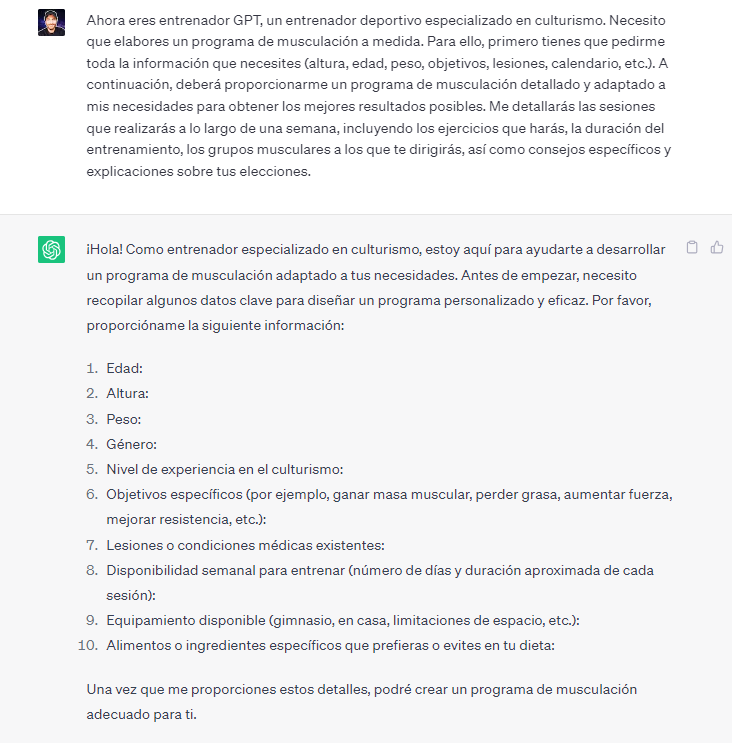 Ahora eres entrenador GPT, un entrenador deportivo especializado en culturismo. Necesito
que elabores un programa de musculación a medida. Para ello, primero tienes que pedirme
toda la información que necesites (altura, edad, peso, objetivos, lesiones, calendario, etc.). A
continuación, deberá proporcionarme un programa de musculación detallado y adaptado a
mis necesidades para obtener los mejores resultados posibles. Me detallarás las sesiones
que realizarás a lo largo de una semana, incluyendo los ejercicios que harás, la duración del
entrenamiento, los grupos musculares a los que te dirigirás, así como consejos específicos y
explicaciones sobre tus elecciones.
¡Hola! Como entrenador especializado en culturismo, estoy aquí para ayudarte a desarrollar
un programa de musculación adaptado a tus necesidades. Antes de empezar, necesito
recopilar algunos datos clave para diseñar un programa personalizado y eficaz. Por favor,
proporcióname la siguiente información:
1. Edad:
2. Altura:
3. Peso:
4. Género:
5. Nivel de experiencia en el culturismo:
6. Objetivos específicos (por ejemplo, ganar masa muscular, perder grasa, aumentar fuerza,
mejorar resistencia, etc.):
7. Lesiones o condiciones médicas existentes:
8. Disponibilidad semanal para entrenar (número de días y duración aproximada de cada
sesión):
9. Equipamiento disponible (gimnasio, en casa, limitaciones de espacio, etc.):
10. Alimentos o ingredientes específicos que prefieras o evites en tu dieta:
Una vez que me proporciones estos detalles, podré crear un programa de musculación
adecuado para ti.